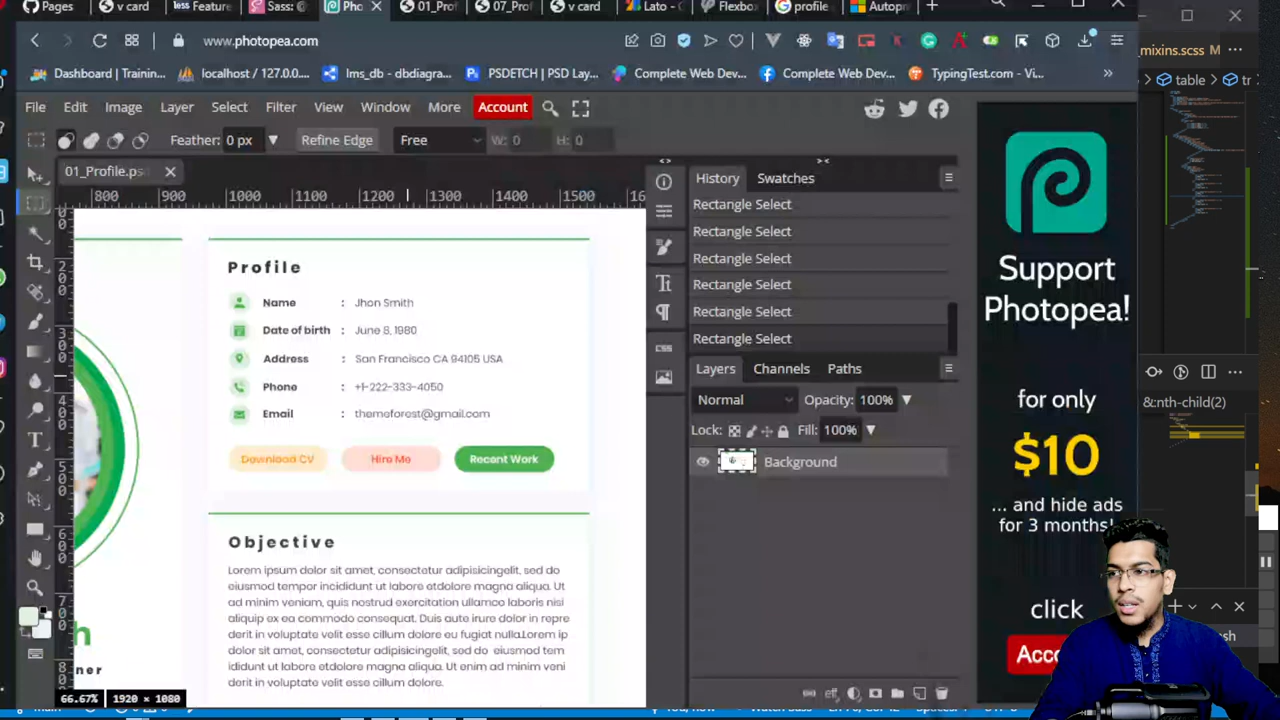 Pages
v card
Feature
Sass:
Pho
01_Prof
07_Prof
v card
Lato -
Flexbox
profile
Autopr
www.photopea.com
_mixins.scss M
Dashboard | Trainin...
localhost / 127.0.0....
lms_db - dbdiagra...
PSDETCH | PSD Lay...
Complete Web Dev...
Complete Web Dev...
TypingTest.com - Vi...
table
tr
File Edit Image Layer Select Filter View Window More Account
Feather: 0 px
Refine Edge
Free
W: 0
H: 0
01_Profile.psd
800 900 1000 1100 1200 1300 1400 1500
History Swatches
Rectangle Select
Rectangle Select
Rectangle Select
Rectangle Select
Rectangle Select
Rectangle Select
Profile
Name : Jhon Smith
Date of birth : June 8, 1980
Address : San Francisco CA 94105 USA
Phone : +1-222-333-4050
Email : themeforest@gmail.com
Download CV
Hire Me
Recent Work
Objective
Lorem ipsum dolor sit amet, consectetur adipisicingelit, sed do
eiusmod tempor incididunt ut labore etdolore magna aliqua. Ut
ad minim veniam, quis nostrud exercitation ullamco laboris nisi
aliquip ex ea commodo consequat. Duis aute irure dolor in repre
derit in voluptate velit esse cillum dolore eu fugiat nulla.Lorem ip
sit amet, consectetur adipisicingelit, sed do eiusmod tem
ididunt ut labore etdolore magna aliqua. Ut enim ad minim veni
derit in voluptate velit esse cillum dolore.
Layers Channels Paths
Normal
Opacity: 100%
Lock:
Fill: 100%
Background
CSS
Support
Photopea!
for only
$10
... and hide ads
for 3 months!
click
&:nth-child(2)
66.67%
1920 × 1080